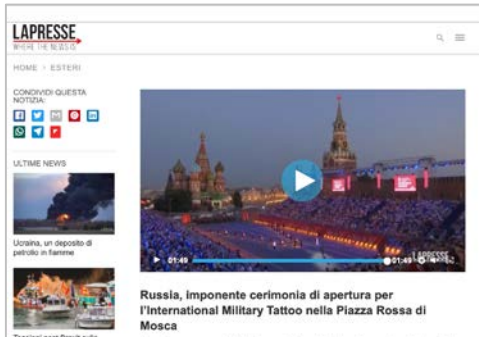 LAPRESSE
WHERE THE NEWS IS
HOME > ESTERI
CONDIVIDI QUESTA
NOTIZIA:
ULTIME NEWS
Ucraina, un deposito di
petrolio in fiamme
01:49
01:49
LAPRESSE
Russia, imponente cerimonia di apertura per
l'International Military Tattoo nella Piazza Rossa di
Mosca